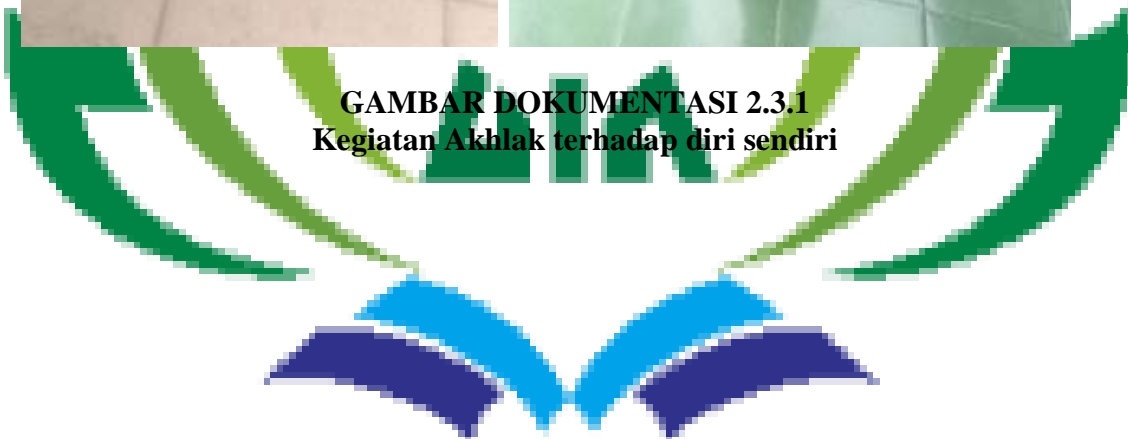 GAMBAR DOKUMENTASI 2.3.1
Kegiatan Akhlak terhadap diri sendiri